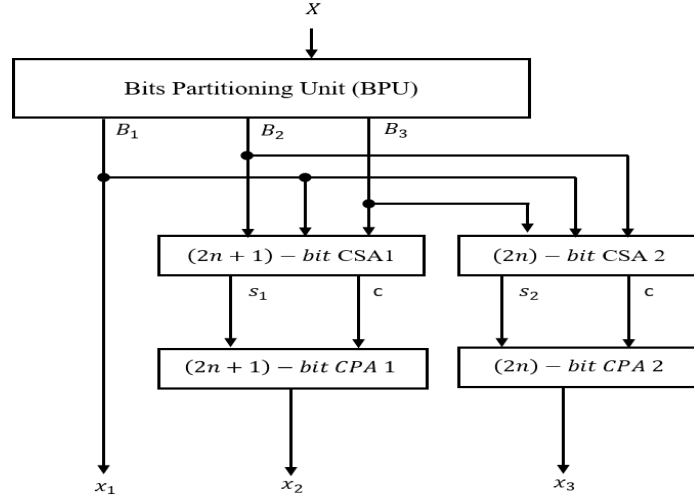 X
Bits Partitioning Unit (BPU)
B₁ B₂ B₃
(2n + 1) − bit CSA1 (2n) − bit CSA 2
s₁ c s₂ c
(2n + 1) − bit CPA 1 (2n) − bit CPA 2
x₁ x₂ x₃